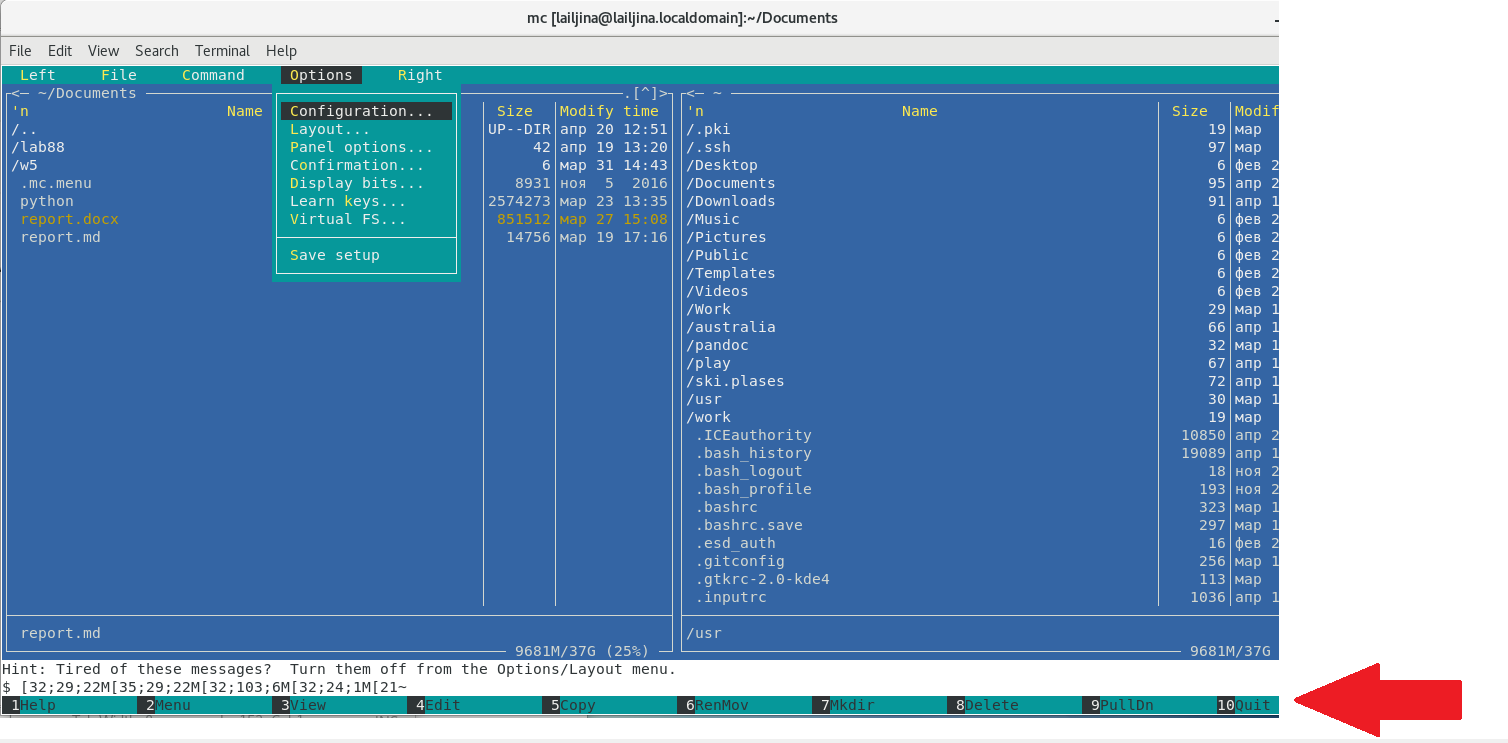 mc [lailjina@lailjina.localdomain]:~/Documents
File Edit View Search Terminal Help
Left File Command Options Right
<─ ~/Documents .[^]>
'n Name Size Modify time
/.. UP--DIR апр 20 12:51
/lab88 42 апр 19 13:20
/w5 6 мар 31 14:43
.mc.menu 8931 ноя 5 2016
python 2574273 мар 23 13:35
report.docx 851512 мар 27 15:08
report.md 14756 мар 19 17:16
Configuration...
Layout...
Panel options...
Confirmation...
Display bits...
Learn keys...
Virtual FS...
Save setup
report.md
9681M/37G (25%)
<─ ~
'n Name Size Modif
/.pki 19 мар
/.ssh 97 мар
/Desktop 6 фев 2
/Documents 95 апр 2
/Downloads 91 апр 1
/Music 6 фев 2
/Pictures 6 фев 2
/Public 6 фев 2
/Templates 6 фев 2
/Videos 6 фев 2
/Work 29 мар 1
/australia 66 апр 1
/pandoc 32 мар 1
/play 67 апр 1
/ski.plases 72 апр 1
/usr 30 мар 1
/work 19 мар
.ICEauthority 10850 апр 2
.bash_history 19089 апр 1
.bash_logout 18 ноя 2
.bash_profile 193 ноя 2
.bashrc 323 мар 1
.bashrc.save 297 мар 1
.esd_auth 16 фев 2
.gitconfig 256 мар 1
.gtkrc-2.0-kde4 113 мар
.inputrc 1036 апр 1
/usr
9681M/37G
Hint: Tired of these messages? Turn them off from the Options/Layout menu.
$ [32;29;22M[35;29;22M[32;103;6M[32;24;1M[21~
1Help 2Menu 3View 4Edit 5Copy 6RenMov 7Mkdir 8Delete 9PullDn 10Quit